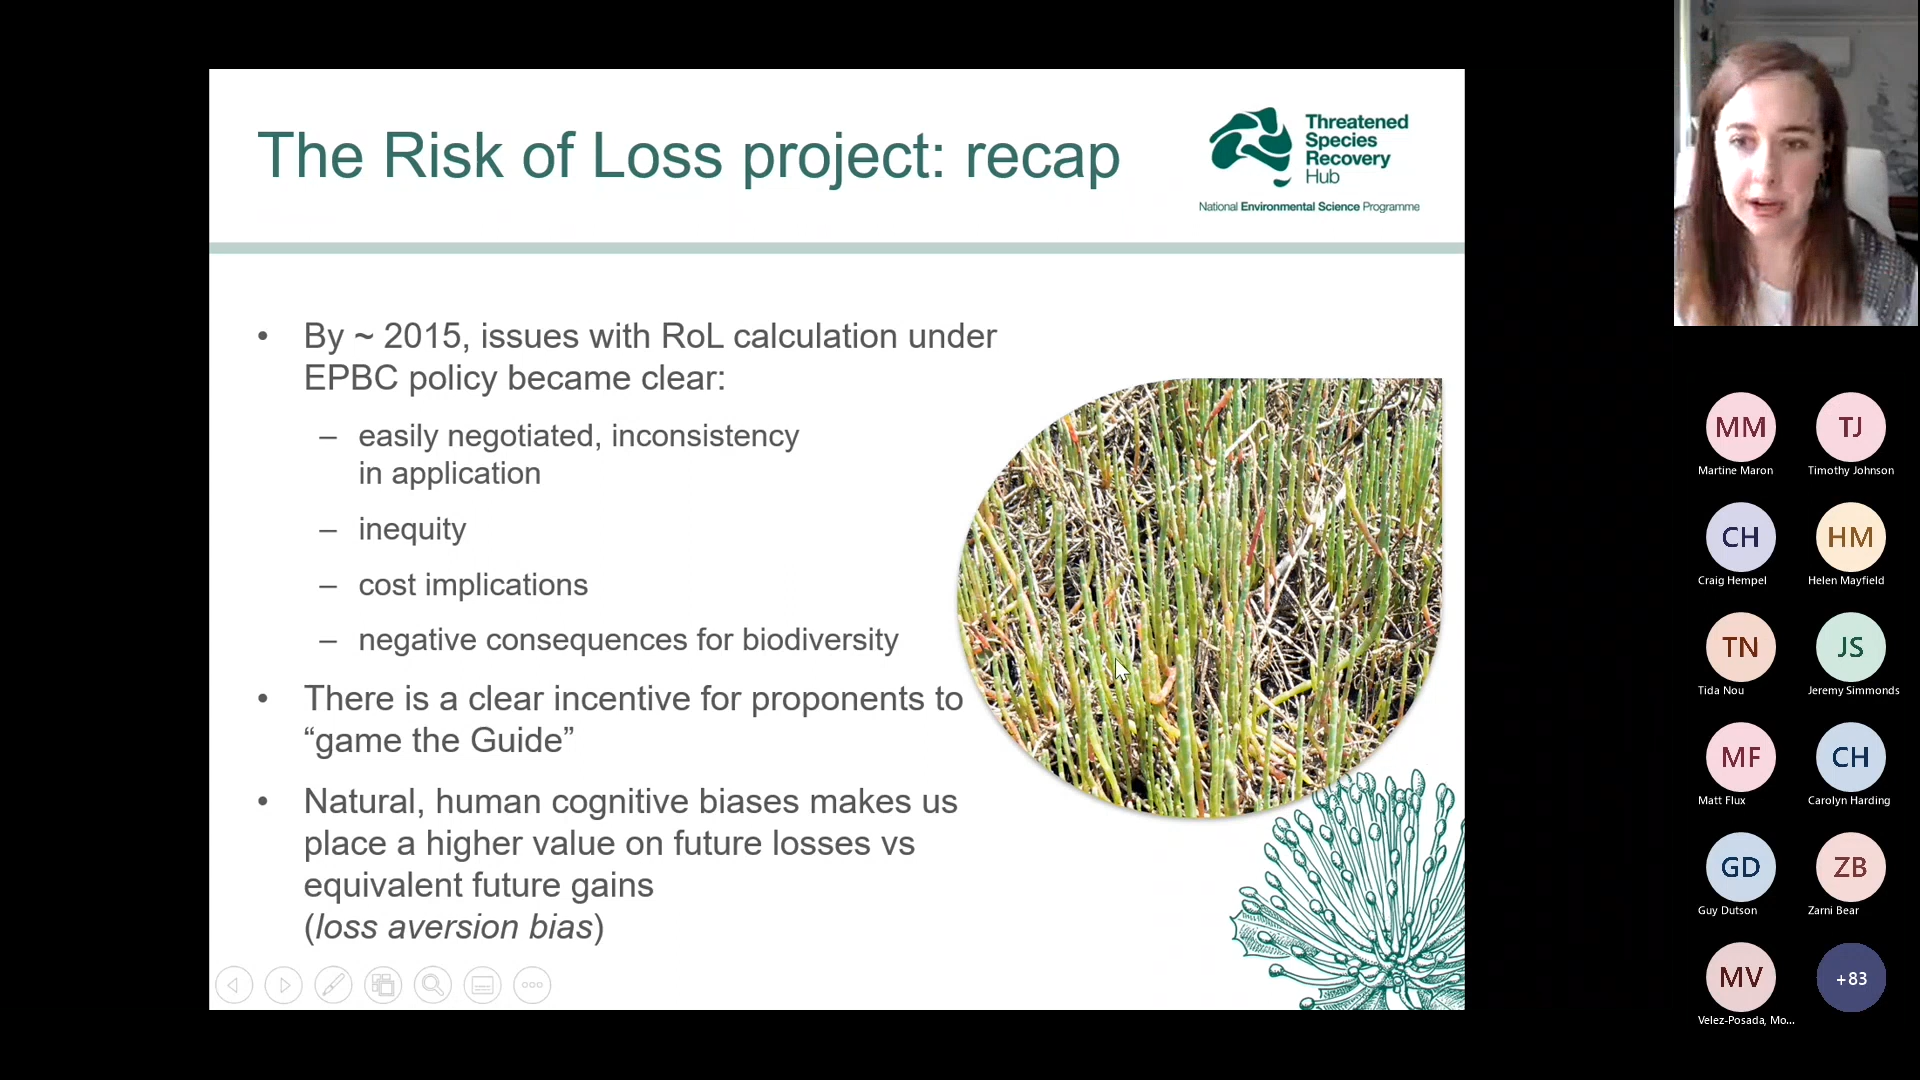 The Risk of Loss project: recap
Threatened
Species
Recovery
Hub
National Environmental Science Programme
• By ~ 2015, issues with RoL calculation under
EPBC policy became clear:
– easily negotiated, inconsistency
in application
– inequity
– cost implications
– negative consequences for biodiversity
• There is a clear incentive for proponents to
“game the Guide”
• Natural, human cognitive biases makes us
place a higher value on future losses vs
equivalent future gains
(loss aversion bias)
MM
Martine Maron
TJ
Timothy Johnson
CH
Craig Hempel
HM
Helen Mayfield
TN
Tida Nou
JS
Jeremy Simmonds
MF
Matt Flux
CH
Carolyn Harding
GD
Guy Dutson
ZB
Zarni Bear
MV
Velez-Posada, Mo...
+83